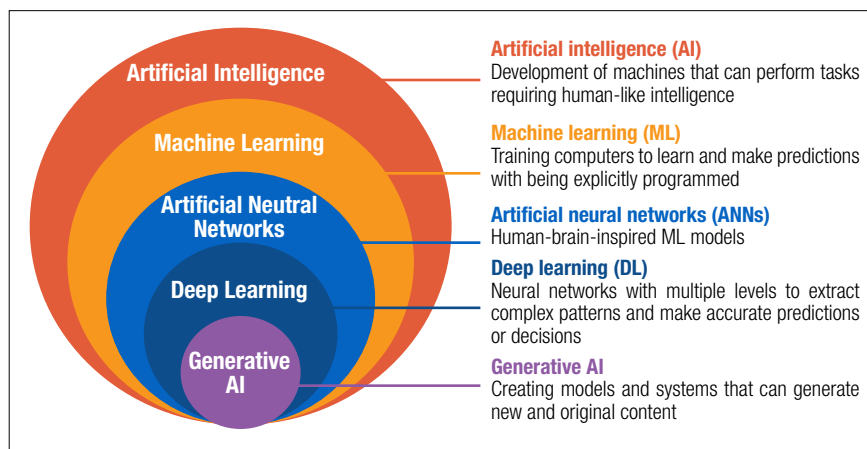 Artificial Intelligence
Machine Learning
Artificial Neutral
Networks
Deep Learning
Generative
AI
Artificial intelligence (AI)
Development of machines that can perform tasks
requiring human-like intelligence
Machine learning (ML)
Training computers to learn and make predictions
with being explicitly programmed
Artificial neural networks (ANNs)
Human-brain-inspired ML models
Deep learning (DL)
Neural networks with multiple levels to extract
complex patterns and make accurate predictions
or decisions
Generative AI
Creating models and systems that can generate
new and original content